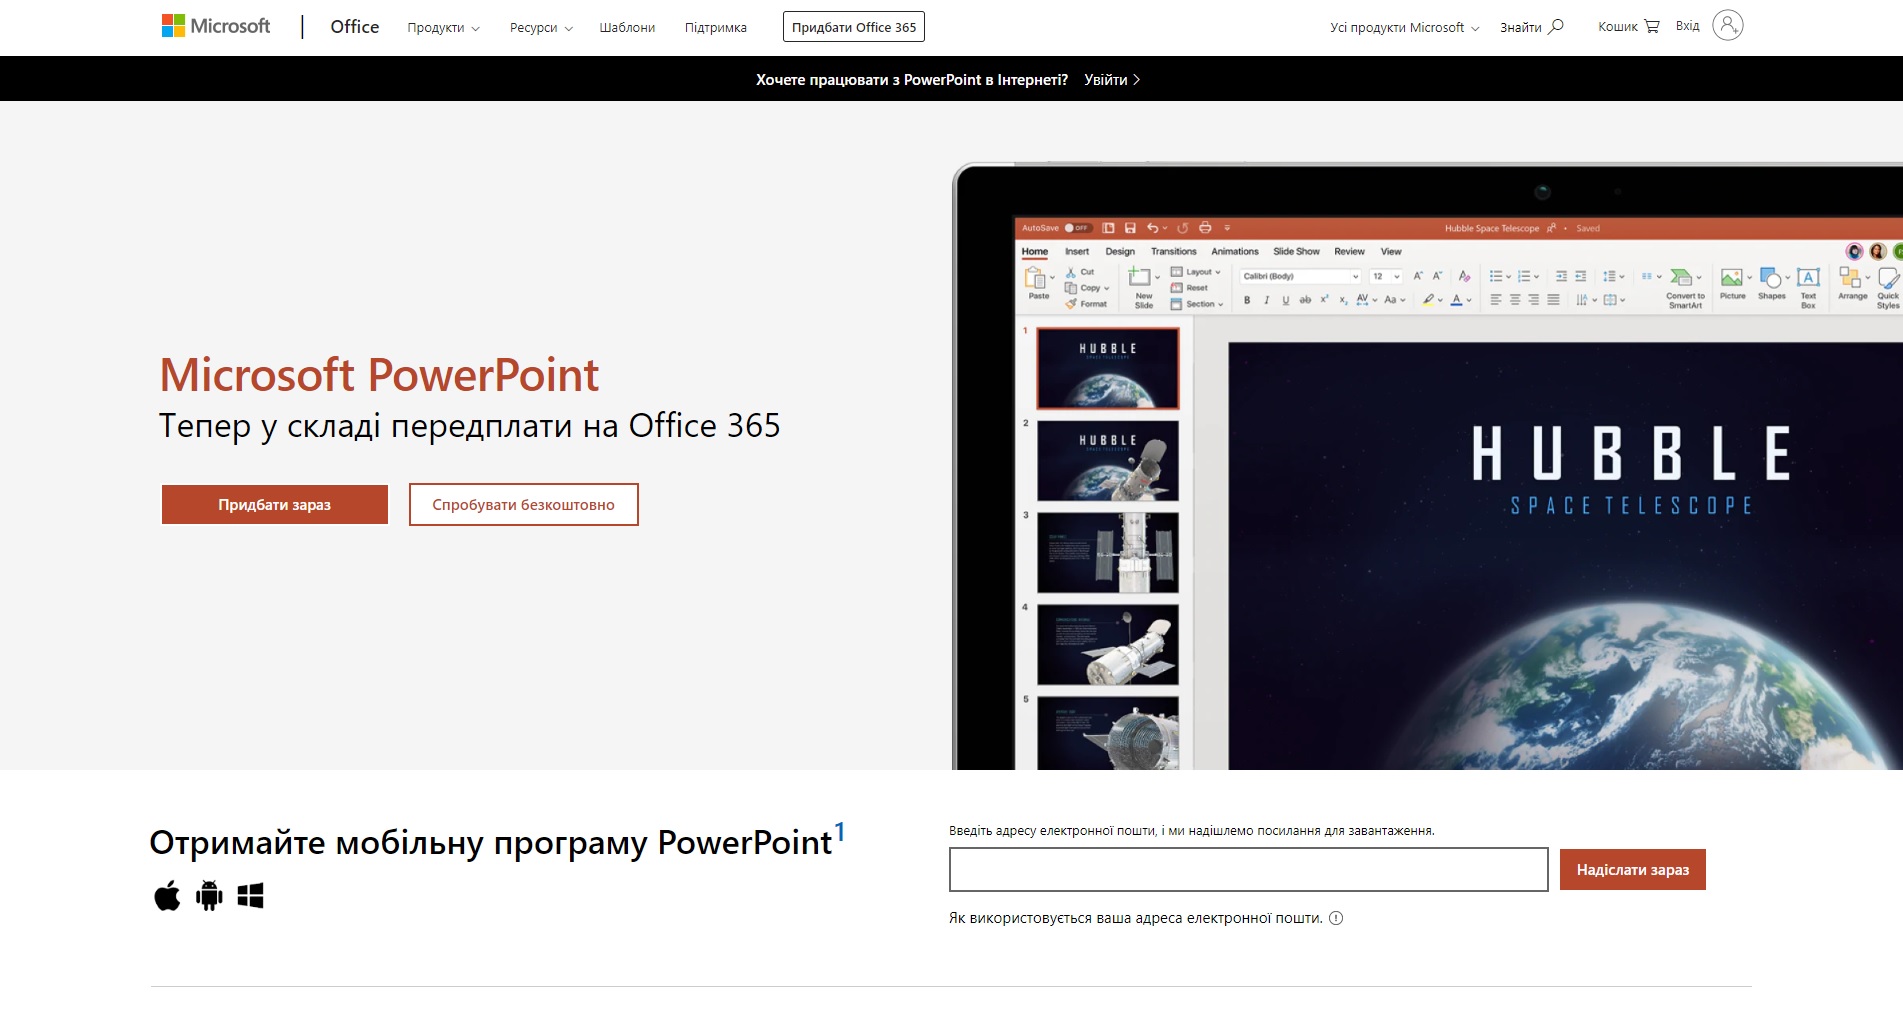 Microsoft
Office
Продукти
Ресурси
Шаблони
Підтримка
Придбати Office 365
Усі продукти Microsoft
Знайти
Кошик
Вхід
Хочете працювати з PowerPoint в Інтернеті? Увійти
Microsoft PowerPoint
Тепер у складі передплати на Office 365
Придбати зараз
Спробувати безкоштовно
AutoSave OFF
Hubble Space Telescope • Saved
Home Insert Design Transitions Animations Slide Show Review View
Paste
Cut
Copy
Format
New Slide
Layout
Reset
Section
Calibri (Body)
12
Convert to SmartArt
Picture
Shapes
Text Box
Arrange
Quick Styles
1
HUBBLE
SPACE TELESCOPE
2
HUBBLE
SPACE TELESCOPE
3
4
5
HUBBLE
SPACE TELESCOPE
Отримайте мобільну програму PowerPoint1
Введіть адресу електронної пошти, і ми надішлемо посилання для завантаження.
Надіслати зараз
Як використовується ваша адреса електронної пошти.